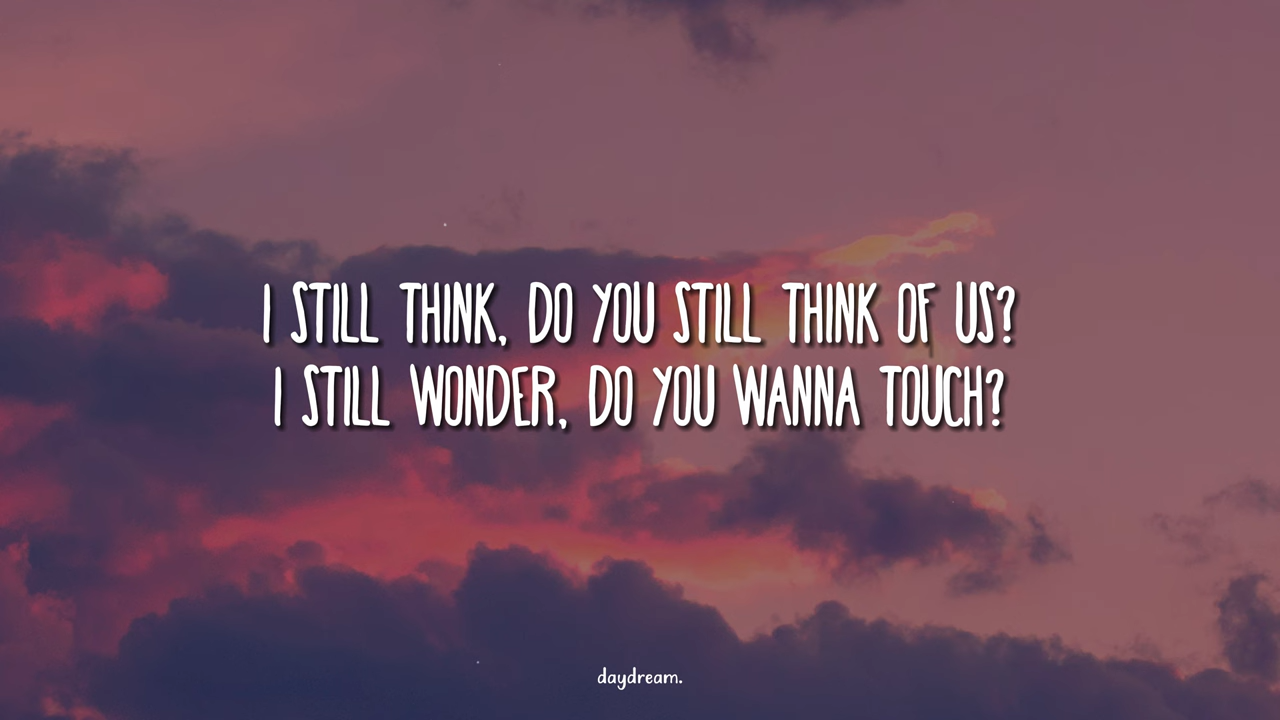 I STILL THINK, DO YOU STILL THINK OF US?
I STILL WONDER, DO YOU WANNA TOUCH?
daydream.